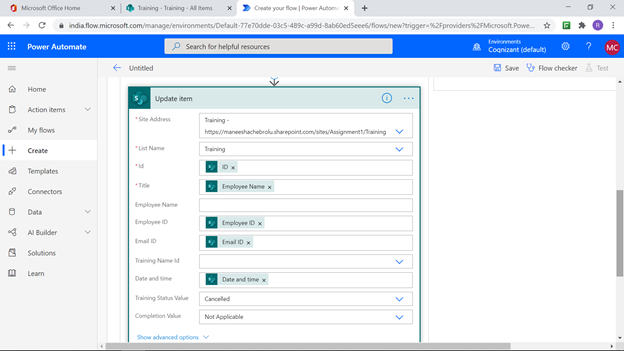 Microsoft Office Home
Training - Training - All Items
Create your flow | Power Automate
india.flow.microsoft.com/manage/environments/Default-77e70dde-03c5-489c-a99d-8ab60ed5eee6/flows/new?trigger=%2Fproviders%2FMicrosoft.Powe...
R
Power Automate
Search for helpful resources
Environments
Cognizant (default)
?
MC
Untitled
Save
Flow checker
Test
Home
Action items
My flows
Create
Templates
Connectors
Data
AI Builder
Solutions
Learn
Update item
...
* Site Address
Training -
https://maneeshachebrolu.sharepoint.com/sites/Assignment1/Training
* List Name
Training
* Id
ID ×
* Title
Employee Name ×
Employee Name
Employee ID
Employee ID ×
Email ID
Email ID ×
Training Name Id
Date and time
Date and time ×
Training Status Value
Cancelled
Completion Value
Not Applicable
Show advanced options